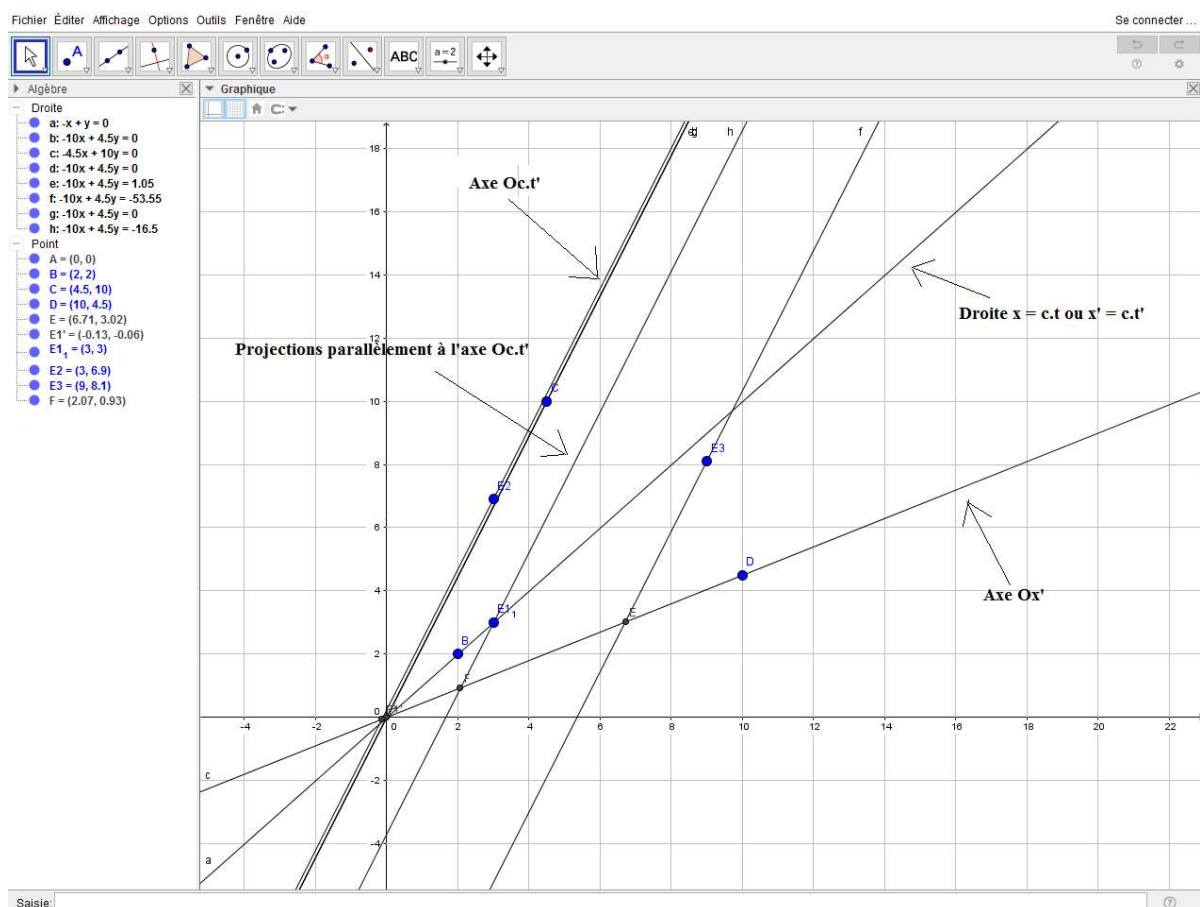 Fichier Éditer Affichage Options Outils Fenêtre Aide
Se connecter ...
A
α
ABC
a=2
Algèbre
Graphique
Droite
a: -x + y = 0
b: -10x + 4.5y = 0
c: -4.5x + 10y = 0
d: -10x + 4.5y = 0
e: -10x + 4.5y = 1.05
f: -10x + 4.5y = -53.55
g: -10x + 4.5y = 0
h: -10x + 4.5y = -16.5
Point
A = (0, 0)
B = (2, 2)
C = (4.5, 10)
D = (10, 4.5)
E = (6.71, 3.02)
E1' = (-0.13, -0.06)
E1₁ = (3, 3)
E2 = (3, 6.9)
E3 = (9, 8.1)
F = (2.07, 0.93)
h
f
18
Axe Oc.t'
16
14
Droite x = c.t ou x' = c.t'
12
Projections parallèlement à l'axe Oc.t'
C
10
E3
8
E2
6
D
4
Axe Ox'
E1₁
E
B
2
F
0
-4 -2 0 2 4 6 8 10 12 14 16 18 20 22
c
-2
-4
a
Saisie: